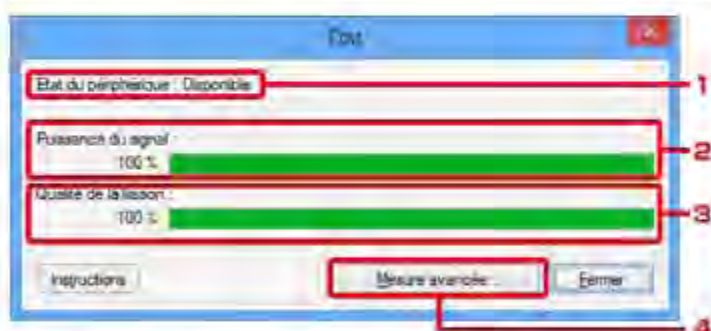 État
État du périphérique : Disponible
1
Puissance du signal :
100 %
2
Qualité de la liaison :
100 %
3
Instructions
Mesure avancée...
Fermer
4